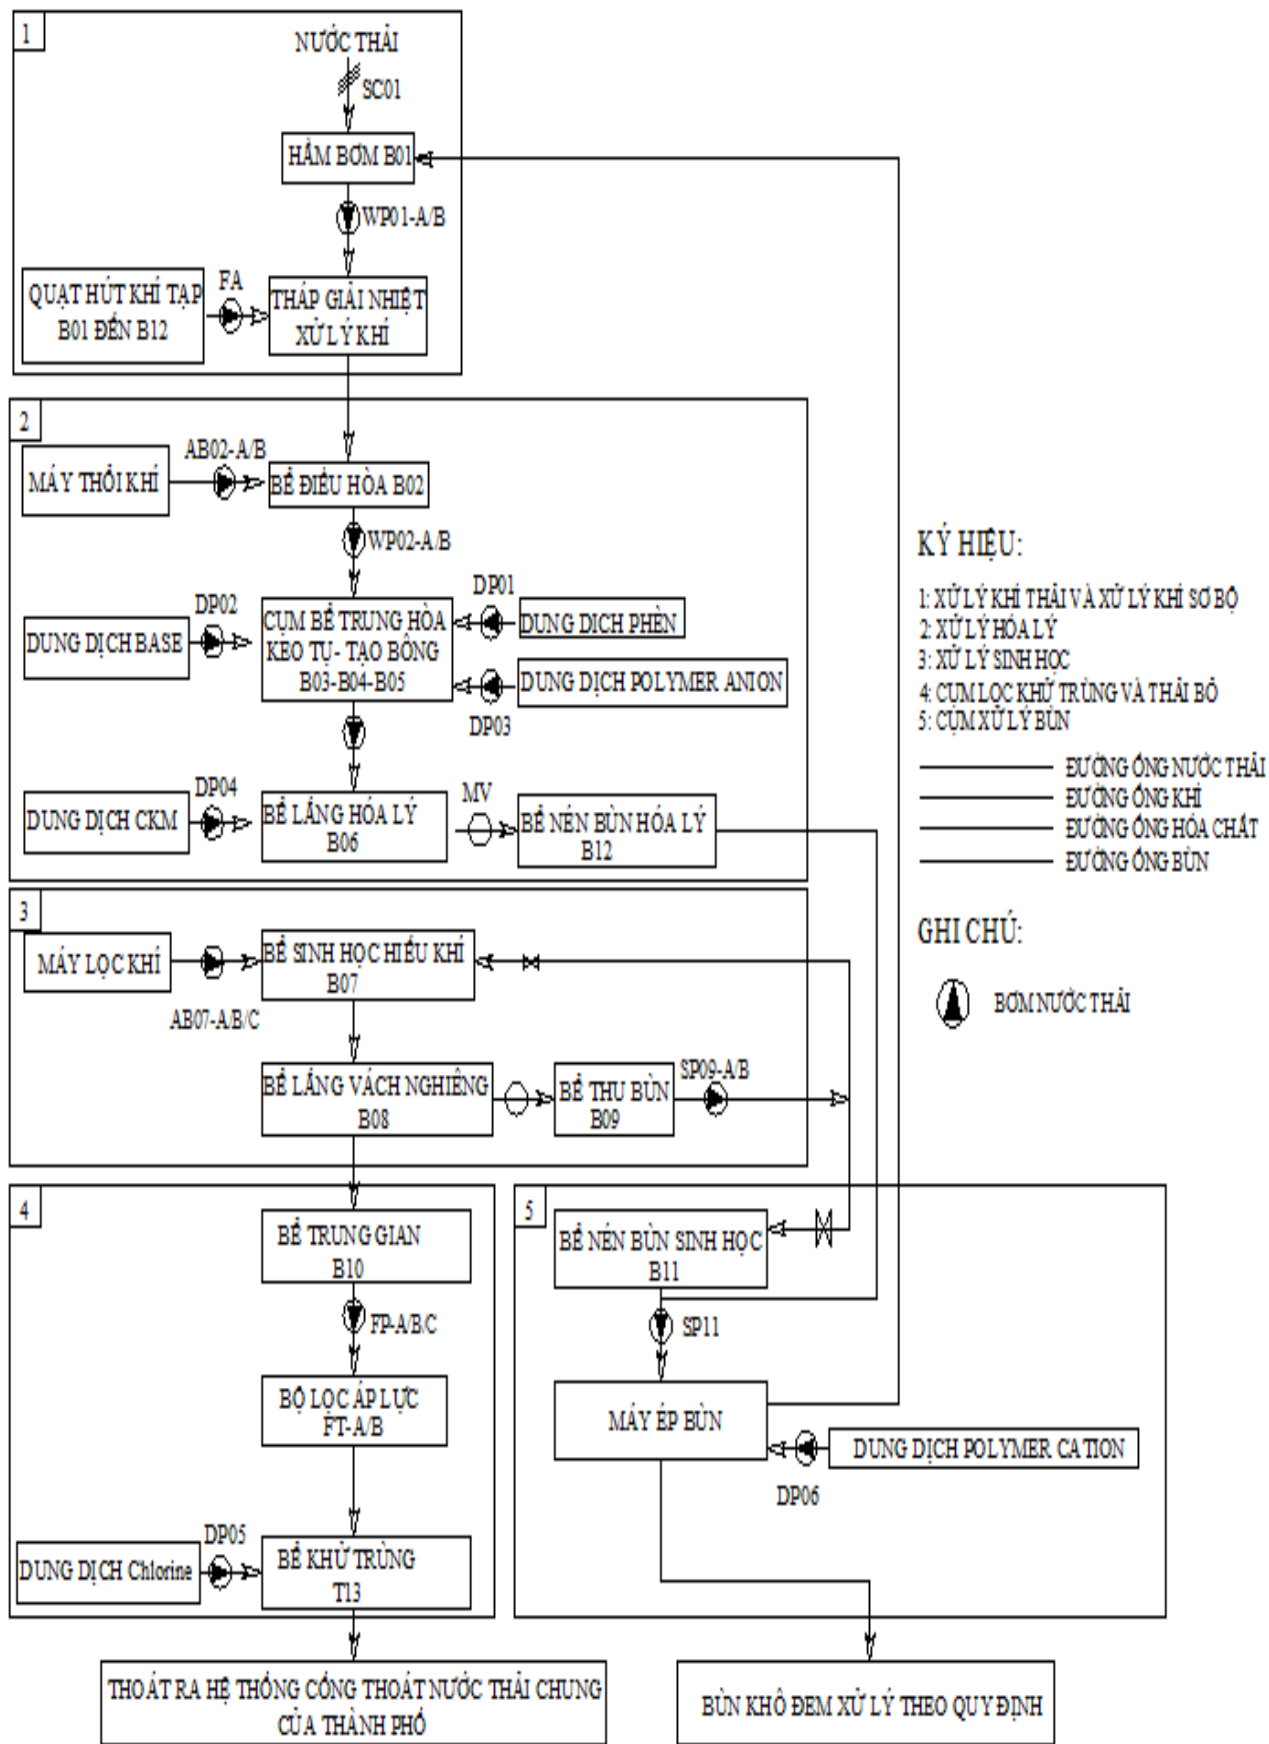 1
NƯỚC THẢI
SC01
HẦM BƠM B01
WP01-A/B
QUẠT HÚT KHÍ TẠP
B01 ĐẾN B12
FA
THÁP GIẢI NHIỆT
XỬ LÝ KHÍ
2
MÁY THỔI KHÍ
AB02-A/B
BỂ ĐIỀU HÒA B02
WP02-A/B
DUNG DỊCH BASE
DP02
CỤM BỂ TRUNG HÒA
KEO TỤ- TẠO BÔNG
B03-B04-B05
DP01
DUNG DICH PHÈN
DUNG DỊCH POLYMER ANION
DP03
DUNG DỊCH CKM
DP04
BỂ LẮNG HÓA LÝ
B06
MV
BỂ NÉN BÙN HÓA LÝ
B12
3
MÁY LỌC KHÍ
AB07-A/B/C
BỂ SINH HỌC HIẾU KHÍ
B07
BỂ LẮNG VÁCH NGHIÊNG
B08
BỂ THU BÙN
B09
SP09-A/B
4
BỂ TRUNG GIAN
B10
FP-A/B/C
BỘ LỌC ÁP LỰC
FT-A/B
DUNG DỊCH Chlorine
DP05
BỂ KHỬ TRÙNG
T13
THOÁT RA HỆ THỐNG CỐNG THOÁT NƯỚC THẢI CHUNG
CỦA THÀNH PHỐ
5
BỂ NÉN BÙN SINH HỌC
B11
SP11
MÁY ÉP BÙN
DUNG DỊCH POLYMER CATION
DP06
BÙN KHÔ ĐEM XỬ LÝ THEO QUY ĐỊNH
KÝ HIỆU:
1: XỬ LÝ KHÍ THẢI VÀ XỬ LÝ KHÍ SƠ BỘ
2: XỬ LÝ HÓA LÝ
3: XỬ LÝ SINH HỌC
4: CỤM LỌC KHỬ TRÙNG VÀ THẢI BỎ
5: CỤM XỬ LÝ BÙN
ĐƯỜNG ỐNG NƯỚC THẢI
ĐƯỜNG ỐNG KHÍ
ĐƯỜNG ỐNG HÓA CHẤT
ĐƯỜNG ỐNG BÙN
GHI CHÚ:
BƠM NƯỚC THẢI